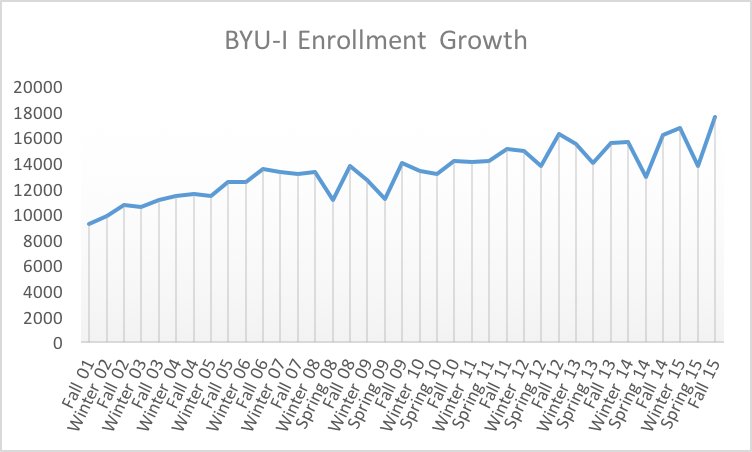 BYU-I Enrollment Growth
20000
18000
16000
14000
12000
10000
8000
6000
4000
2000
0
Fall 01
Winter 02
Fall 02
Winter 03
Fall 03
Winter 04
Fall 04
Winter 05
Fall 05
Winter 06
Fall 06
Winter 07
Fall 07
Winter 08
Spring 08
Fall 08
Winter 09
Spring 09
Fall 09
Winter 10
Spring 10
Fall 10
Winter 11
Spring 11
Fall 11
Winter 12
Spring 12
Fall 12
Winter 13
Spring 13
Fall 13
Winter 14
Spring 14
Fall 14
Winter 15
Spring 15
Fall 15